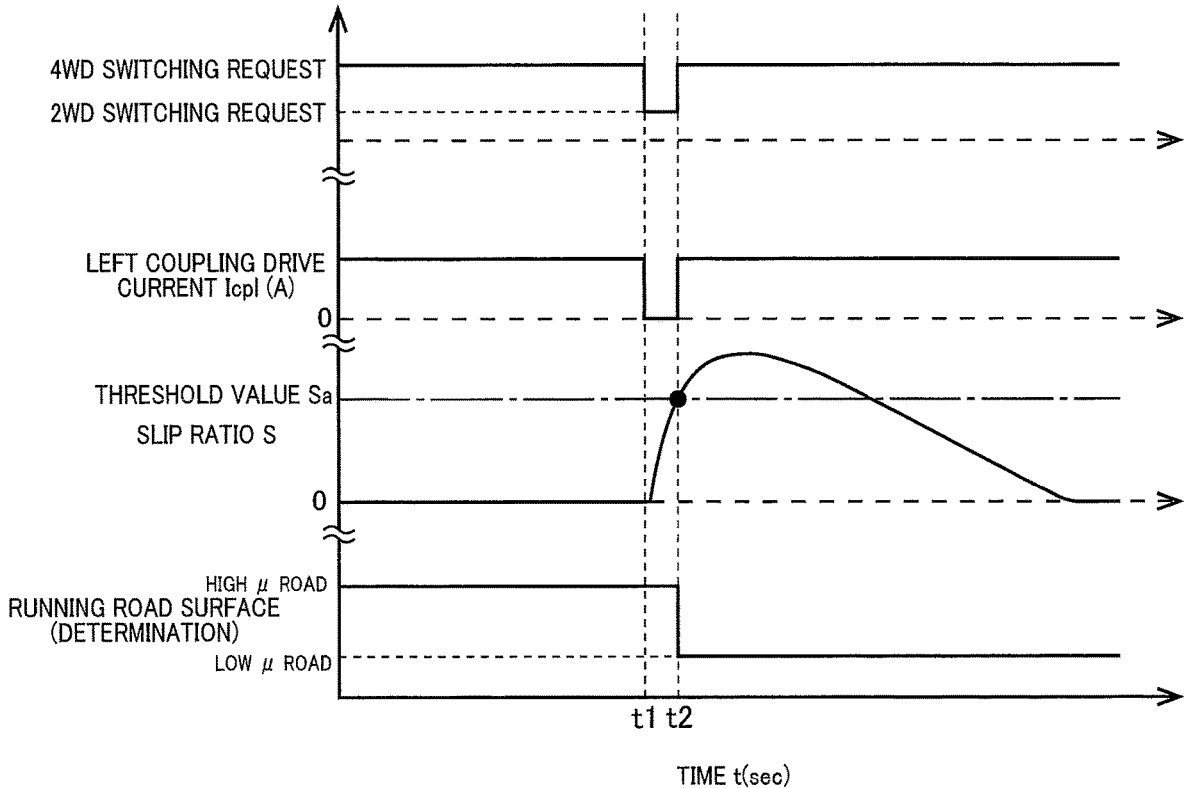 4WD SWITCHING REQUEST
2WD SWITCHING REQUEST
LEFT COUPLING DRIVE
CURRENT Icpl (A)
0
THRESHOLD VALUE Sa
SLIP RATIO S
0
HIGH μ ROAD
RUNNING ROAD SURFACE
(DETERMINATION)
LOW μ ROAD
t1 t2
TIME t(sec)